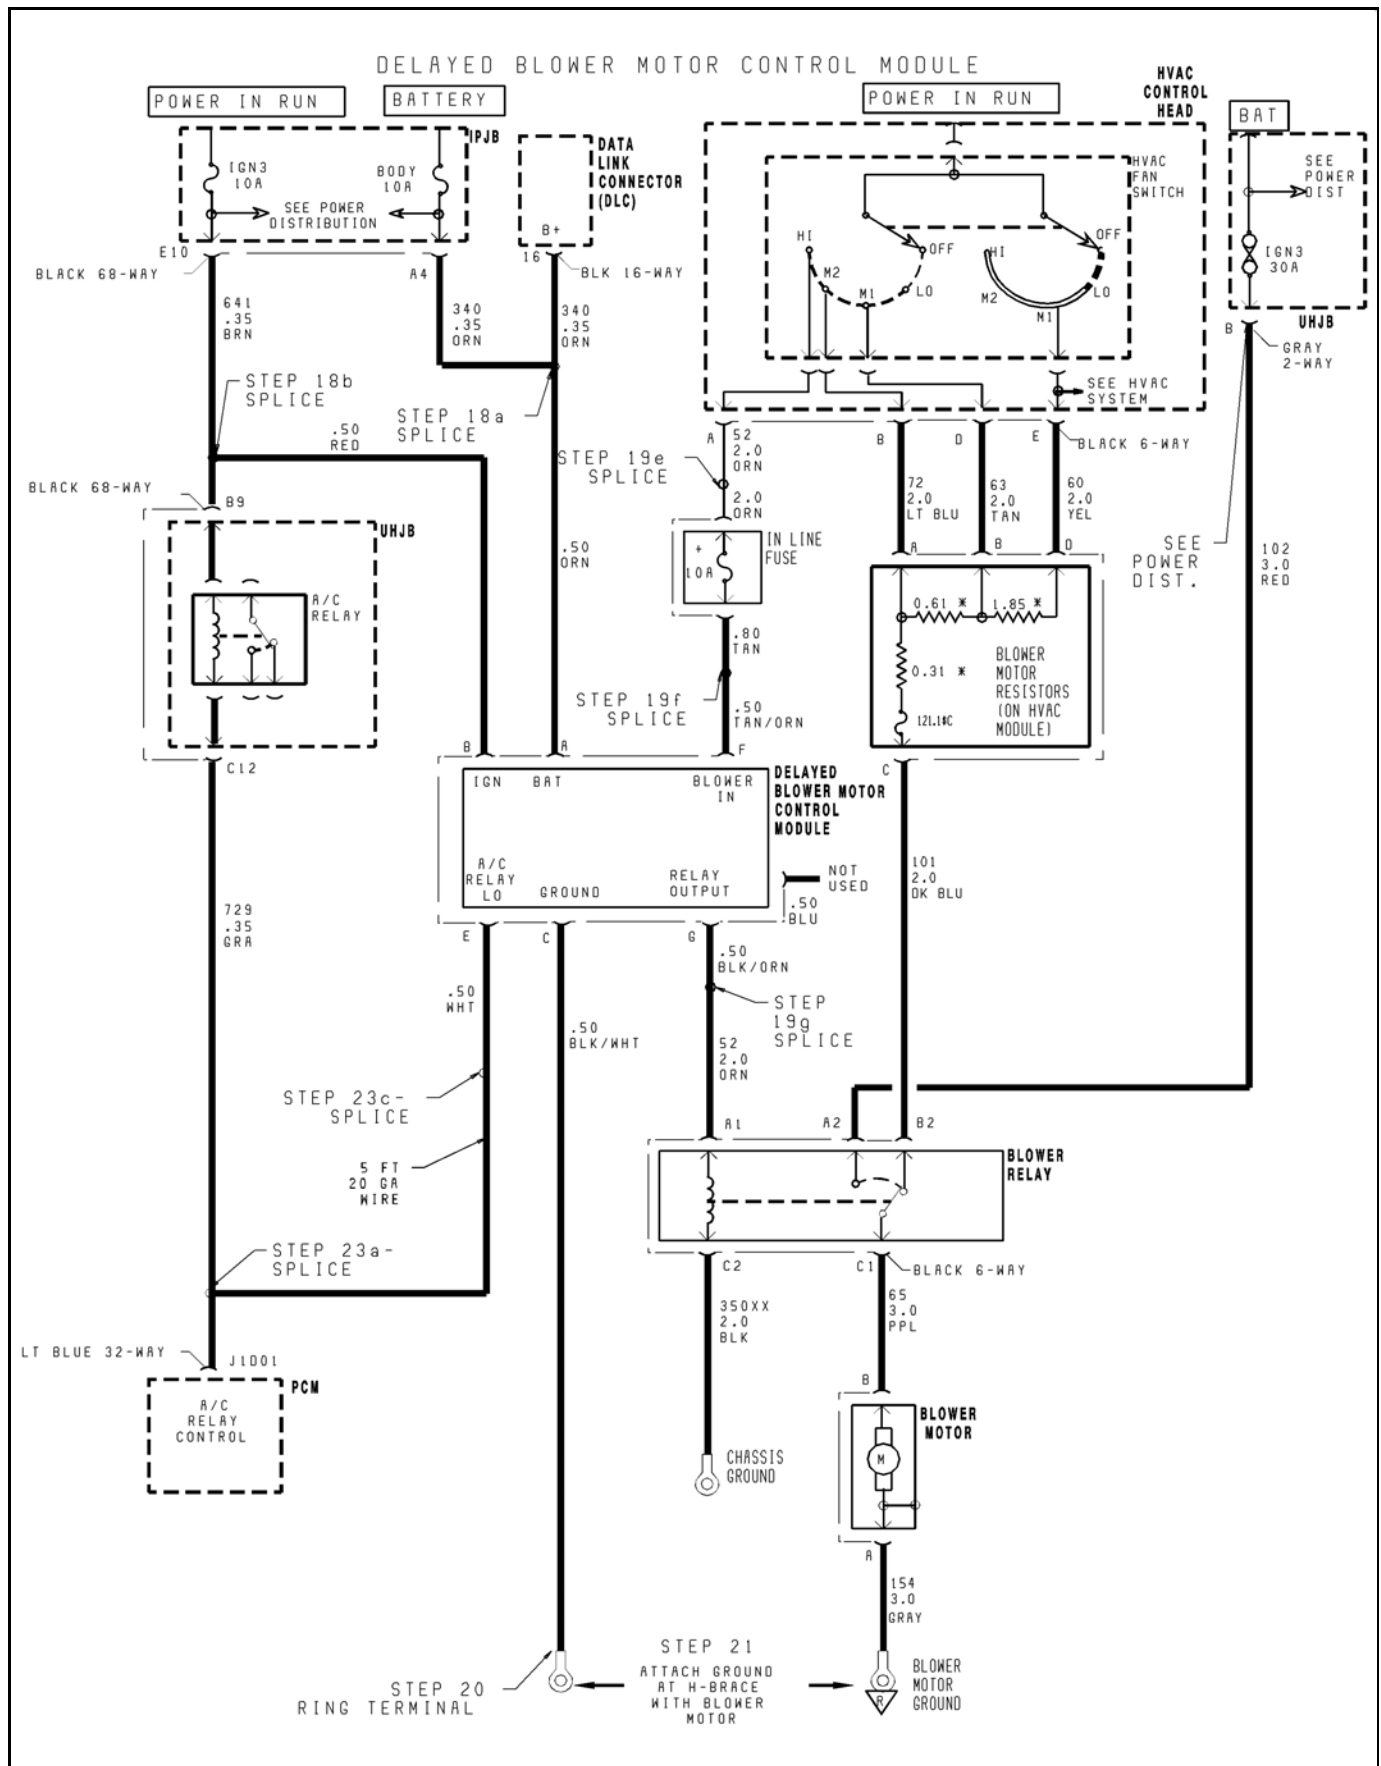 DELAYED BLOWER MOTOR CONTROL MODULE
POWER IN RUN
BATTERY
POWER IN RUN
HVAC
CONTROL
HEAD
BAT
IPJB
IGN3
10A
BODY
10A
SEE POWER
DISTRIBUTION
DATA
LINK
CONNECTOR
(DLC)
B+
HVAC
FAN
SWITCH
HI
OFF
M2
M1
LO
HI
OFF
M2
LO
M1
SEE
POWER
DIST
IGN3
30A
UHJB
E10
BLACK 68-WAY
A4
16
BLK 16-WAY
B
GRAY
2-WAY
641
.35
BRN
340
.35
ORN
340
.35
ORN
STEP 18b
SPLICE
STEP 18a
SPLICE
SEE HVAC
SYSTEM
.50
RED
A
52
2.0
ORN
B
D
E
BLACK 6-WAY
STEP 19e
SPLICE
2.0
ORN
72
2.0
LT BLU
63
2.0
TAN
60
2.0
YEL
BLACK 68-WAY
B9
UHJB
.50
ORN
+
10A
IN LINE
FUSE
A
B
D
SEE
POWER
DIST.
102
3.0
RED
A/C
RELAY
0.61 *
1.85 *
0.31 *
121.1°C
BLOWER
MOTOR
RESISTORS
(ON HVAC
MODULE)
.80
TAN
STEP 19f
SPLICE
.50
TAN/ORN
C12
B
A
F
C
IGN
BAT
BLOWER
IN
DELAYED
BLOWER MOTOR
CONTROL
MODULE
A/C
RELAY
LO
GROUND
RELAY
OUTPUT
NOT
USED
.50
BLU
101
2.0
DK BLU
729
.35
GRA
E
C
G
.50
BLK/ORN
.50
WHT
STEP
19g
SPLICE
.50
BLK/WHT
52
2.0
ORN
STEP 23c-
SPLICE
A1
A2
B2
5 FT
20 GA
WIRE
BLOWER
RELAY
STEP 23a-
SPLICE
C2
C1
BLACK 6-WAY
350XX
2.0
BLK
65
3.0
PPL
LT BLUE 32-WAY
J1D01
PCM
A/C
RELAY
CONTROL
B
BLOWER
MOTOR
M
CHASSIS
GROUND
A
154
3.0
GRAY
STEP 21
ATTACH GROUND
AT H-BRACE
WITH BLOWER
MOTOR
STEP 20
RING TERMINAL
BLOWER
MOTOR
GROUND
R